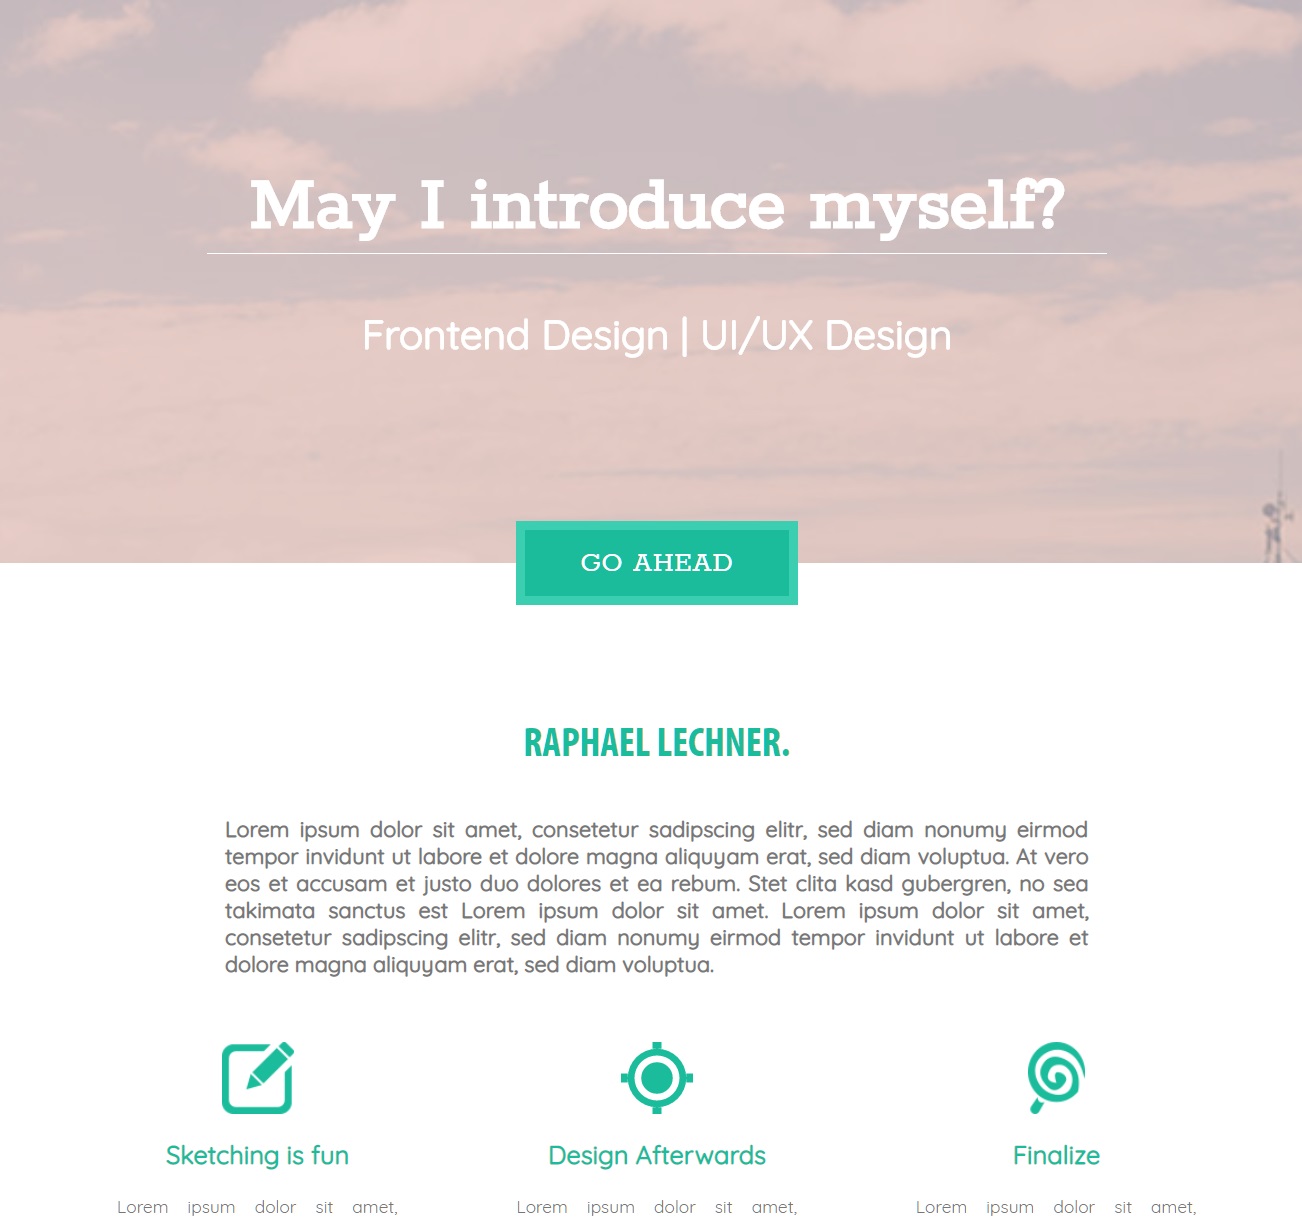 May I introduce myself?
Frontend Design | UI/UX Design
GO AHEAD
RAPHAEL LECHNER.
Lorem ipsum dolor sit amet, consetetur sadipscing elitr, sed diam nonumy eirmod
tempor invidunt ut labore et dolore magna aliquyam erat, sed diam voluptua. At vero
eos et accusam et justo duo dolores et ea rebum. Stet clita kasd gubergren, no sea
takimata sanctus est Lorem ipsum dolor sit amet. Lorem ipsum dolor sit amet,
consetetur sadipscing elitr, sed diam nonumy eirmod tempor invidunt ut labore et
dolore magna aliquyam erat, sed diam voluptua.
Sketching is fun
Lorem ipsum dolor sit amet,
Design Afterwards
Lorem ipsum dolor sit amet,
Finalize
Lorem ipsum dolor sit amet,